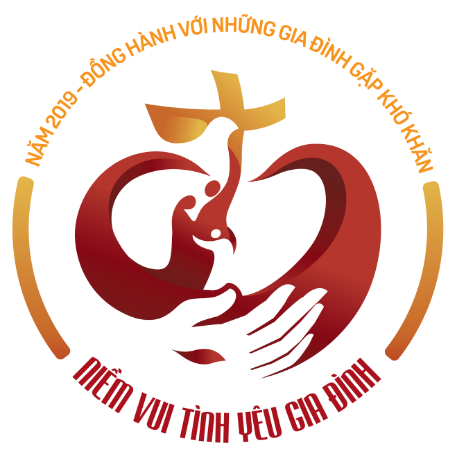 NĂM 2019 - ĐỒNG HÀNH VỚI NHỮNG GIA ĐÌNH GẶP KHÓ KHĂN
NIỀM VUI TÌNH YÊU GIA ĐÌNH